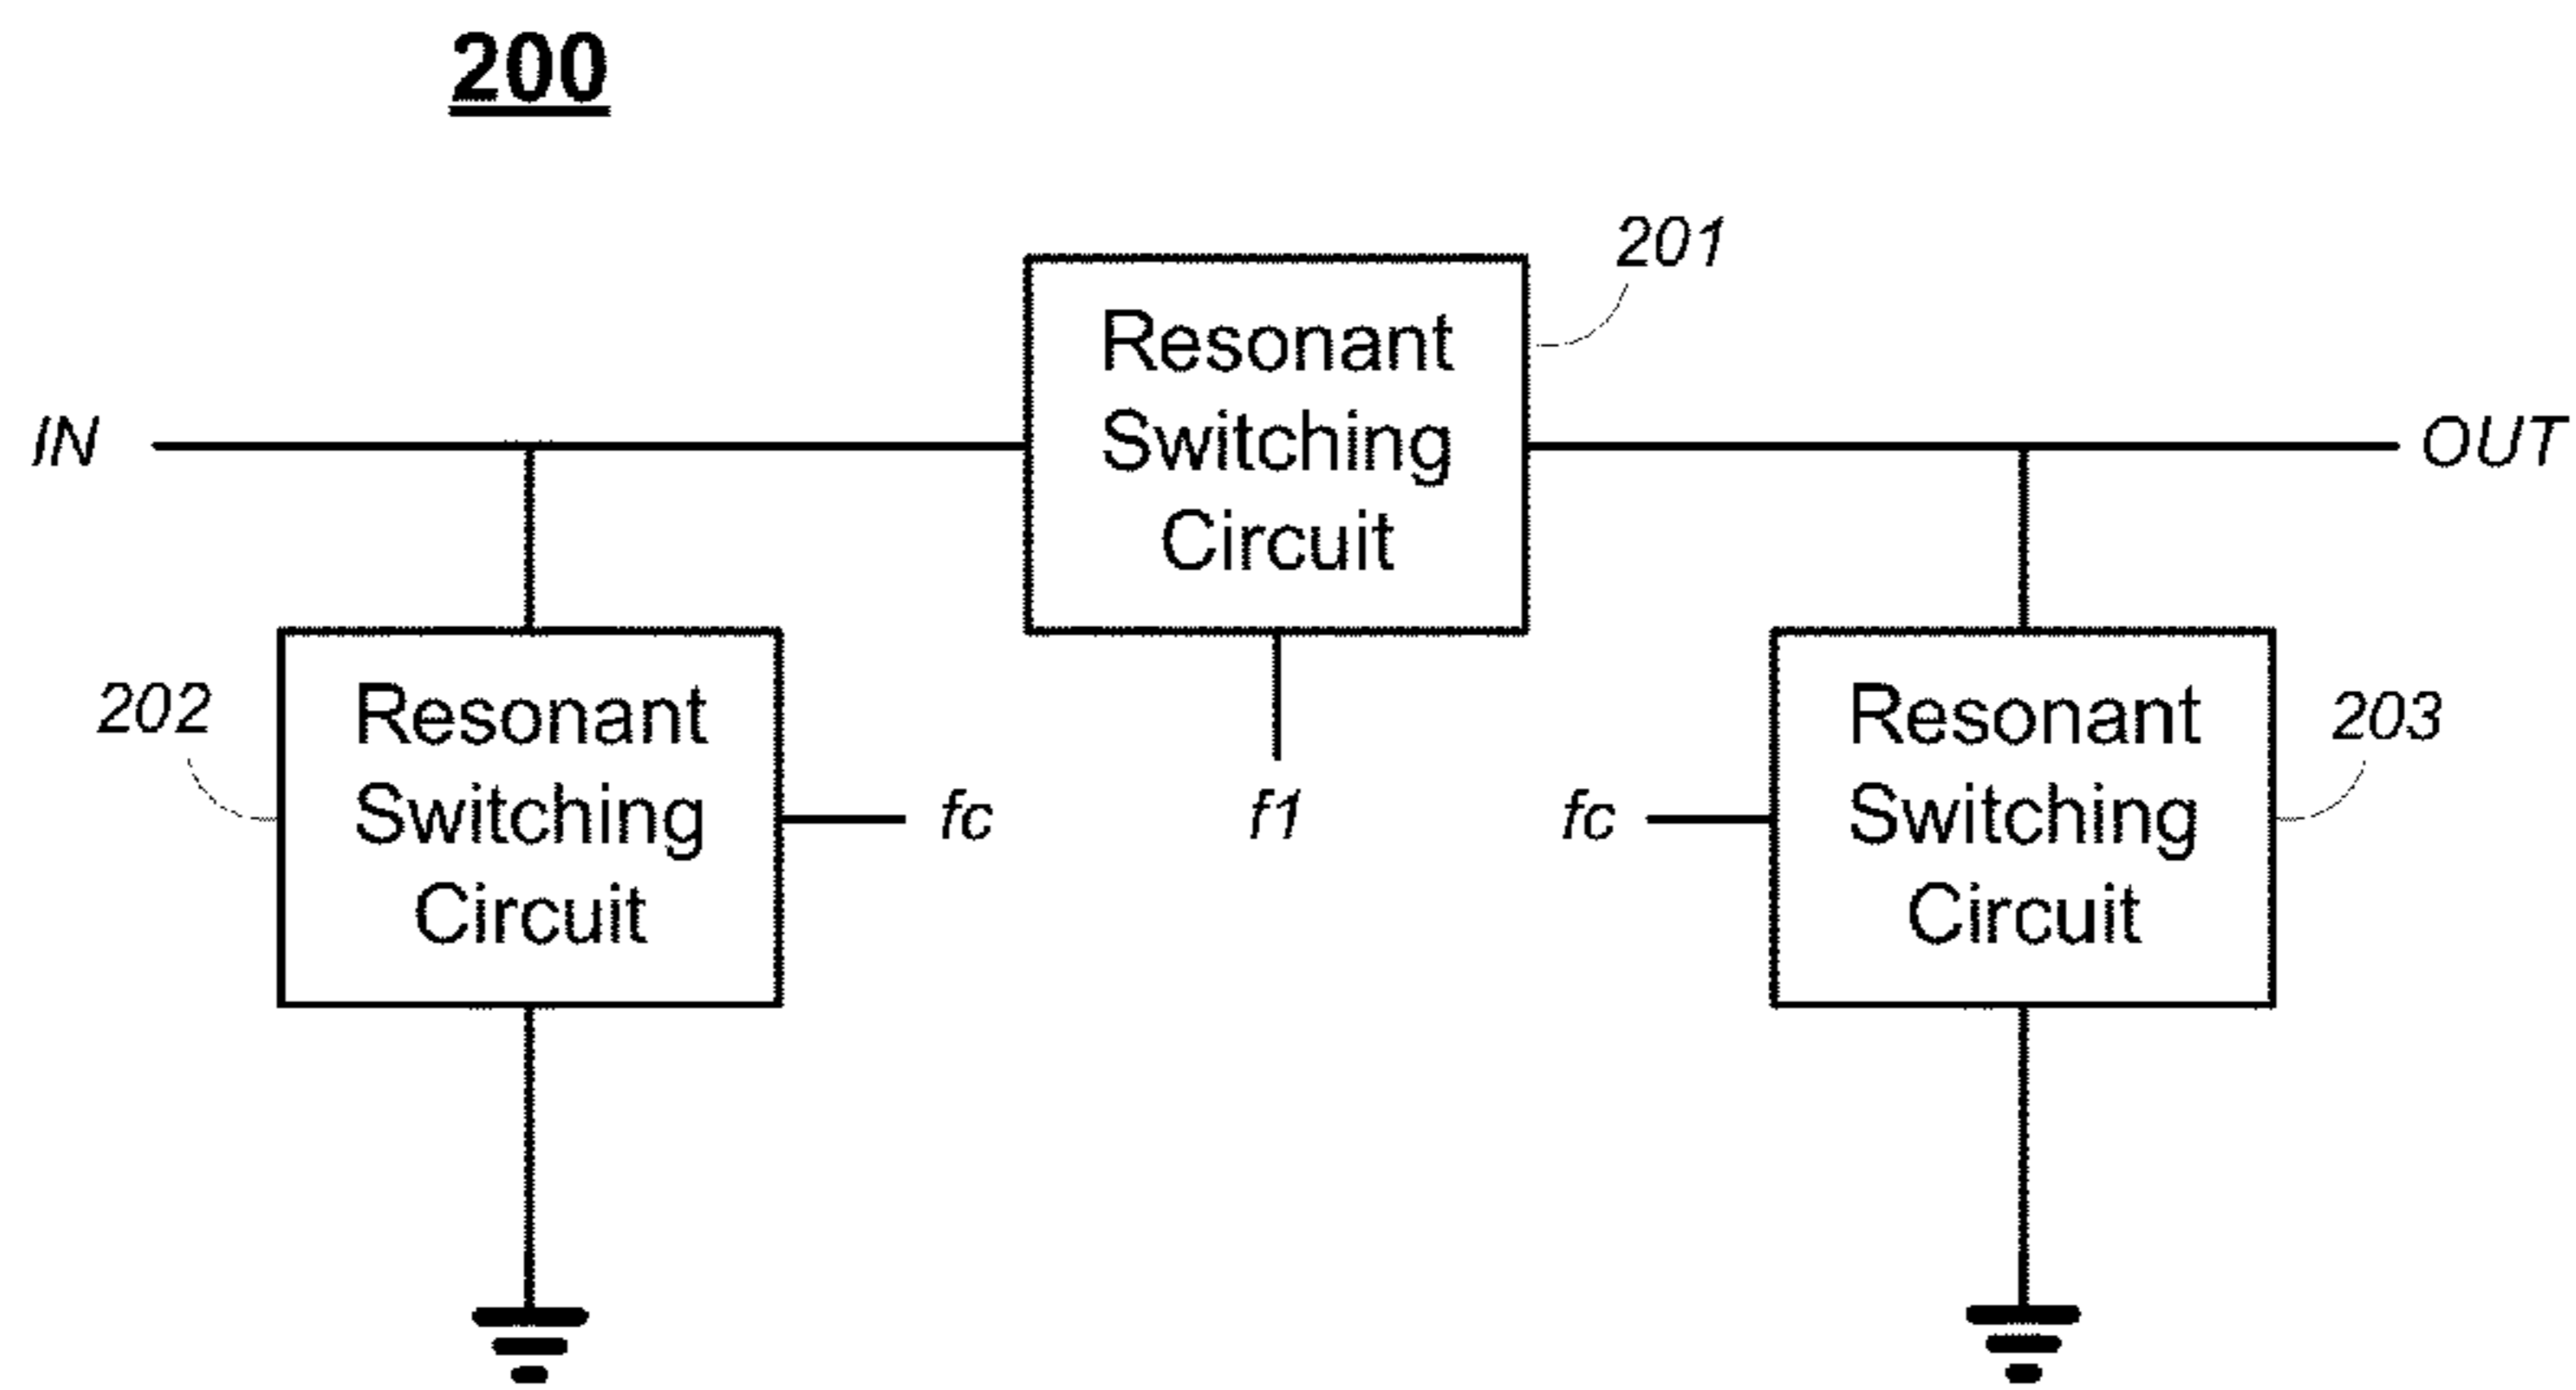 200
201
Resonant
Switching
Circuit
IN
OUT
202
Resonant
Switching
Circuit
fc
f1
fc
Resonant
Switching
Circuit
203